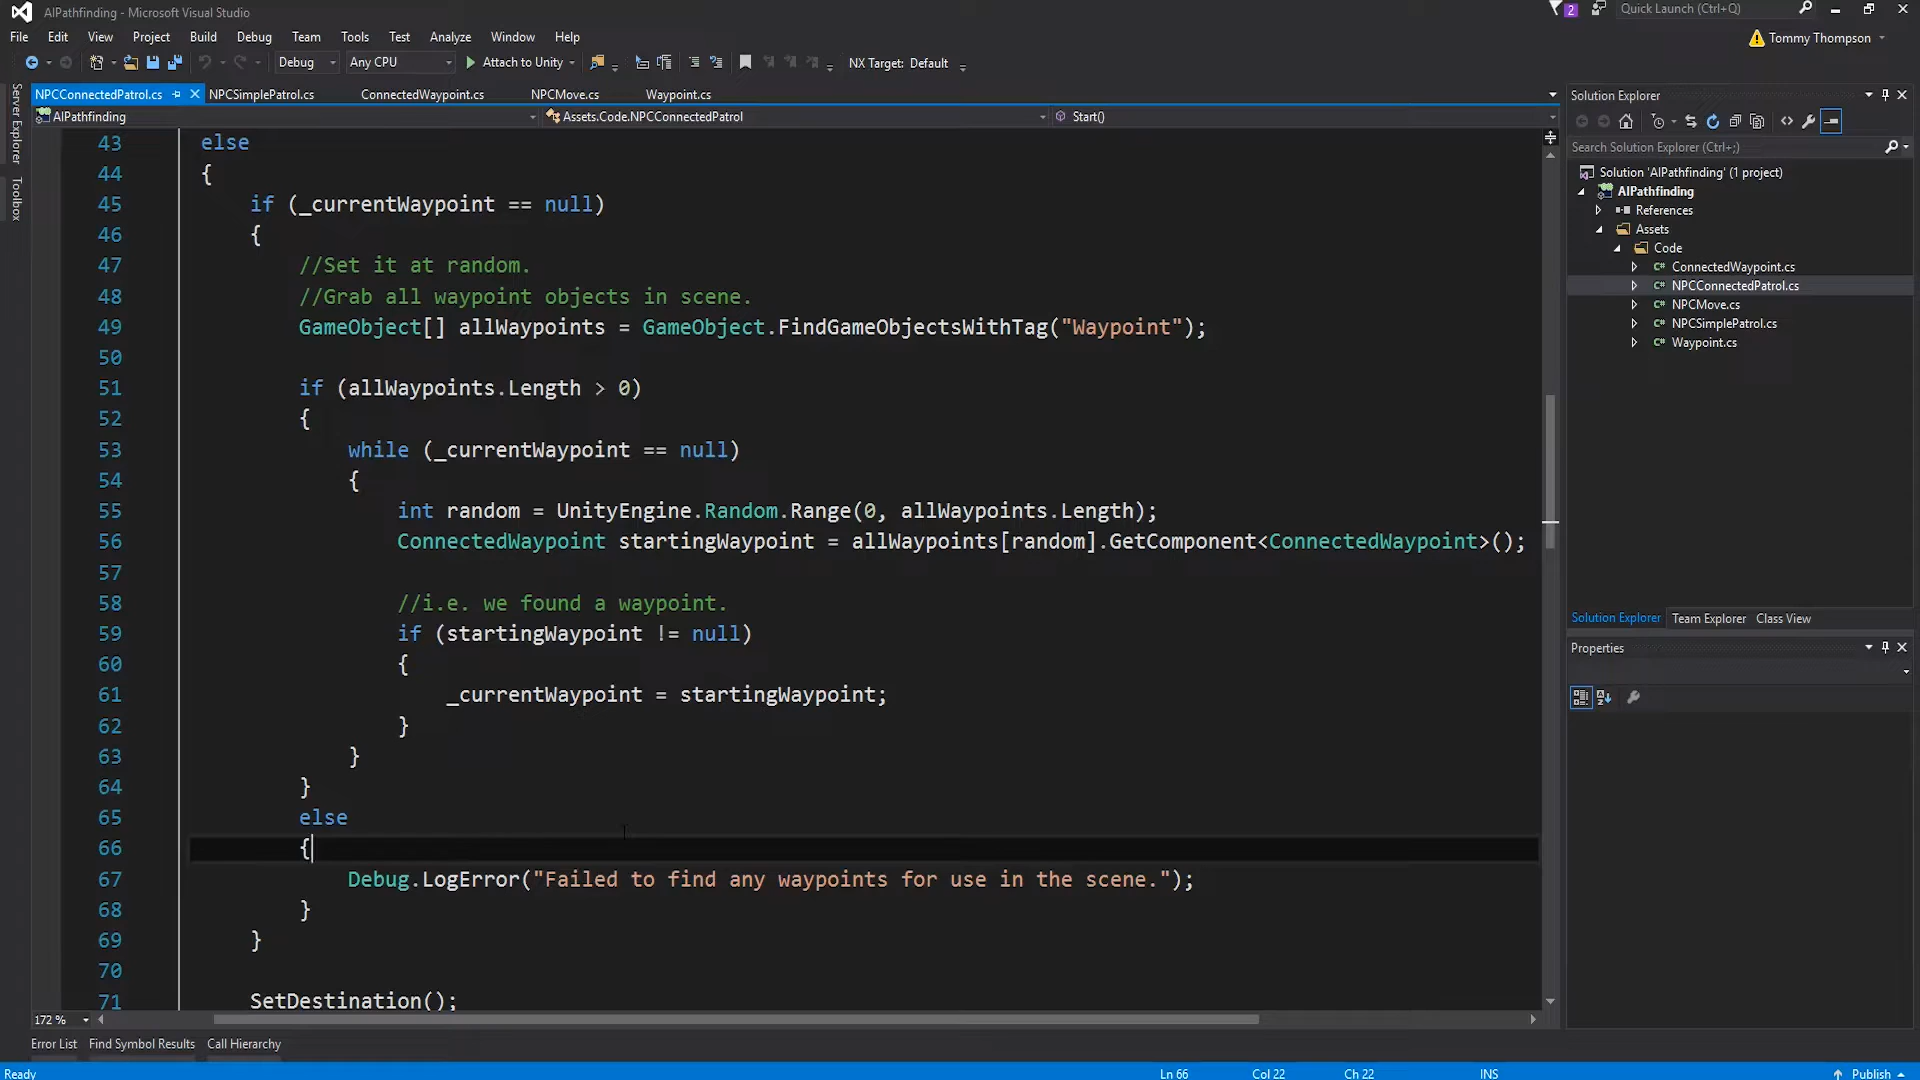 AIPathfinding - Microsoft Visual Studio
2
Quick Launch (Ctrl+Q)
File Edit View Project Build Debug Team Tools Test Analyze Window Help
Tommy Thompson
Debug Any CPU Attach to Unity NX Target: Default
Server Explorer
Toolbox
NPCConnectedPatrol.cs NPCSimplePatrol.cs ConnectedWaypoint.cs NPCMove.cs Waypoint.cs
AIPathfinding Assets.Code.NPCConnectedPatrol Start()
43 else
44 {
45 if (_currentWaypoint == null)
46 {
47 //Set it at random.
48 //Grab all waypoint objects in scene.
49 GameObject[] allWaypoints = GameObject.FindGameObjectsWithTag("Waypoint");
50
51 if (allWaypoints.Length > 0)
52 {
53 while (_currentWaypoint == null)
54 {
55 int random = UnityEngine.Random.Range(0, allWaypoints.Length);
56 ConnectedWaypoint startingWaypoint = allWaypoints[random].GetComponent<ConnectedWaypoint>();
57
58 //i.e. we found a waypoint.
59 if (startingWaypoint != null)
60 {
61 _currentWaypoint = startingWaypoint;
62 }
63 }
64 }
65 else
66 {
67 Debug.LogError("Failed to find any waypoints for use in the scene.");
68 }
69 }
70
71 SetDestination();
172 %
Error List Find Symbol Results Call Hierarchy
Solution Explorer
Search Solution Explorer (Ctrl+;)
Solution 'AIPathfinding' (1 project)
AIPathfinding
References
Assets
Code
C# ConnectedWaypoint.cs
C# NPCConnectedPatrol.cs
C# NPCMove.cs
C# NPCSimplePatrol.cs
C# Waypoint.cs
Solution Explorer Team Explorer Class View
Properties
Ready Ln 66 Col 22 Ch 22 INS Publish